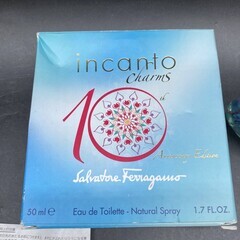 incanto
Charms
10
Salvatore Ferragamo
50 ml e Eau de Toilette - Natural Spray 1.7 FL.OZ.